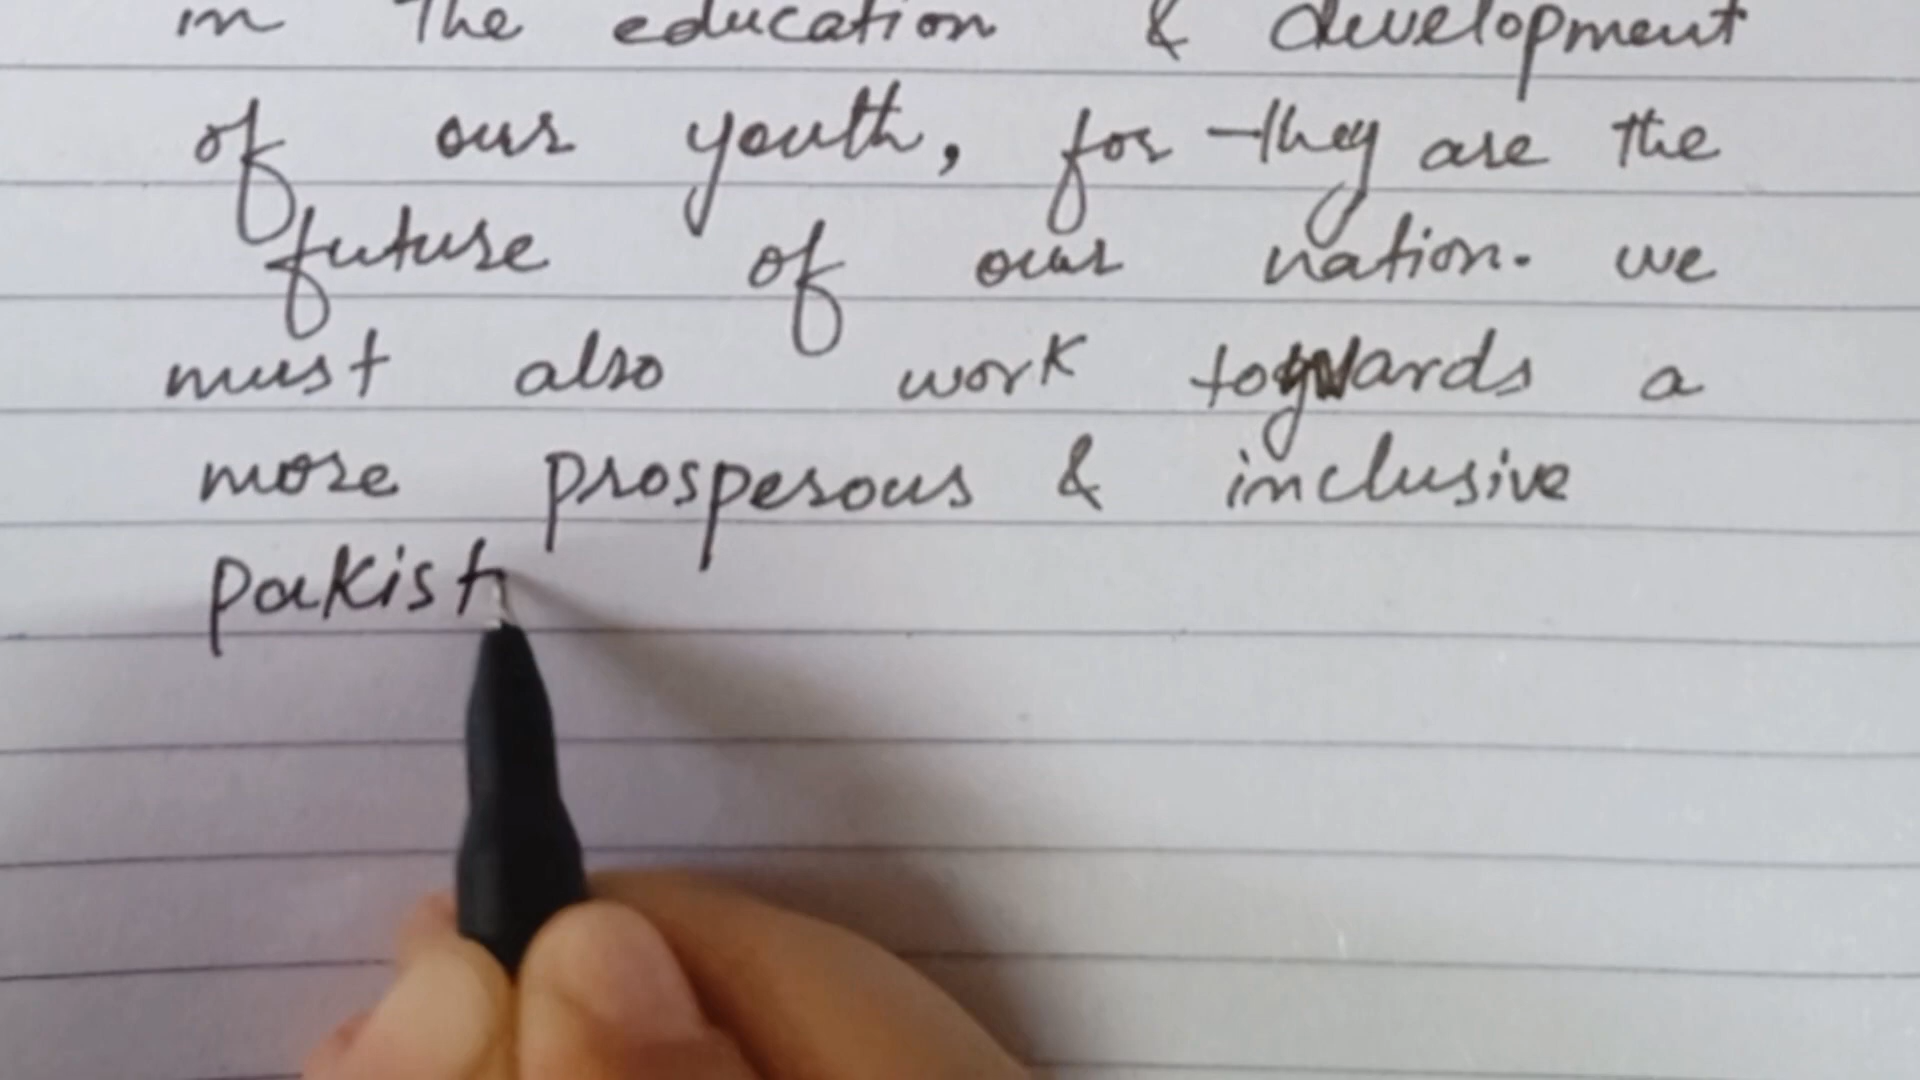 in the education & development
of our youth, for they are the
future of our nation. we
must also work towards a
more prosperous & inclusive
pakist